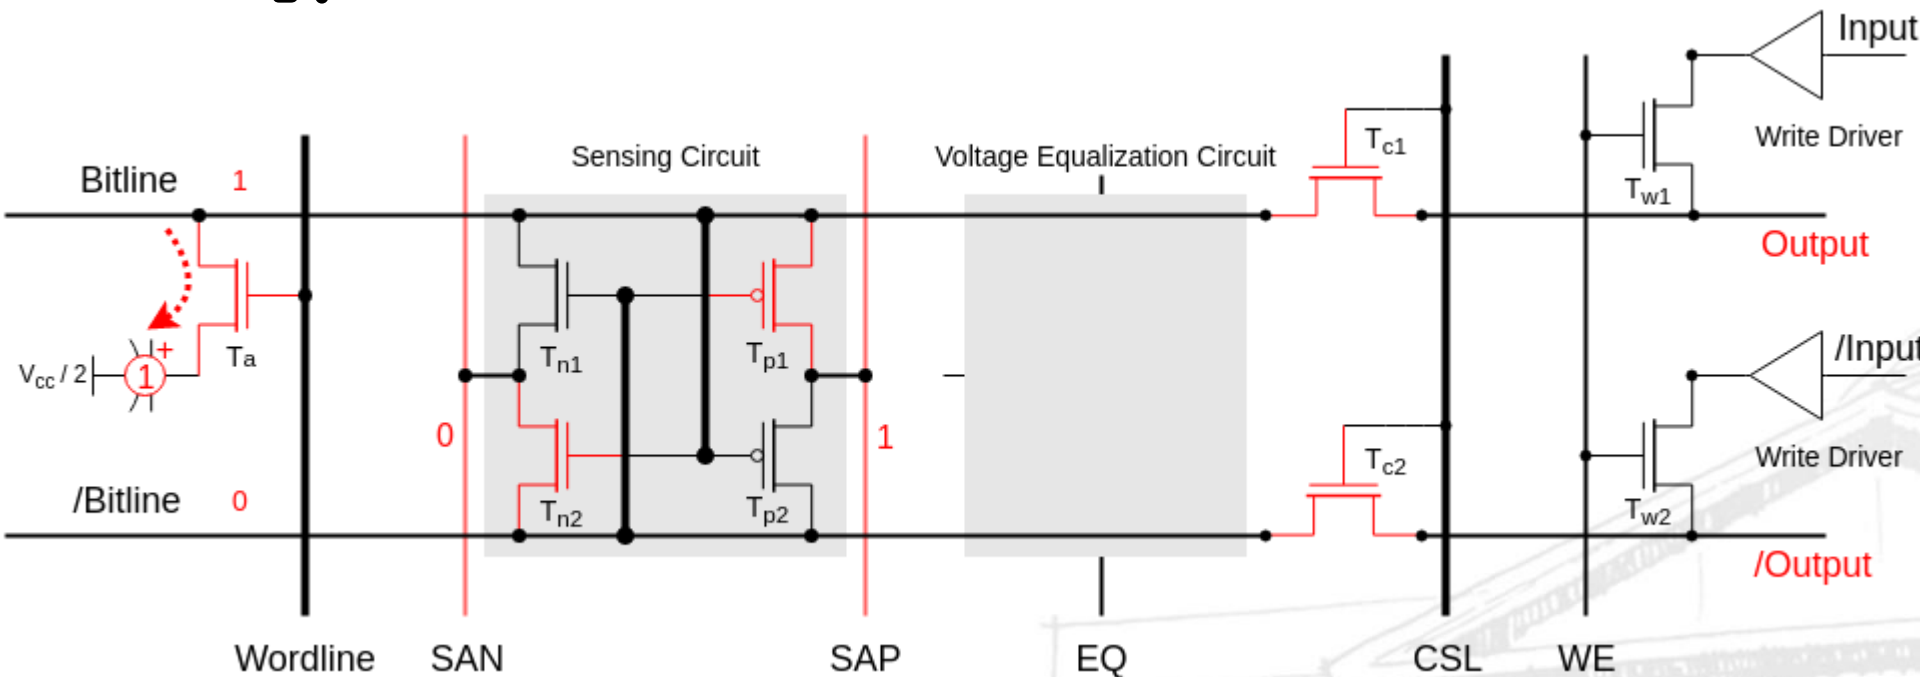 Input
Sensing Circuit
Voltage Equalization Circuit
Tc1
Write Driver
Bitline 1
Tw1
Output
+
Tn1
Tp1
Ta
Vcc / 2
1
/Input
0
1
Tc2
Write Driver
/Bitline 0
Tn2
Tp2
Tw2
/Output
Wordline
SAN
SAP
EQ
CSL
WE